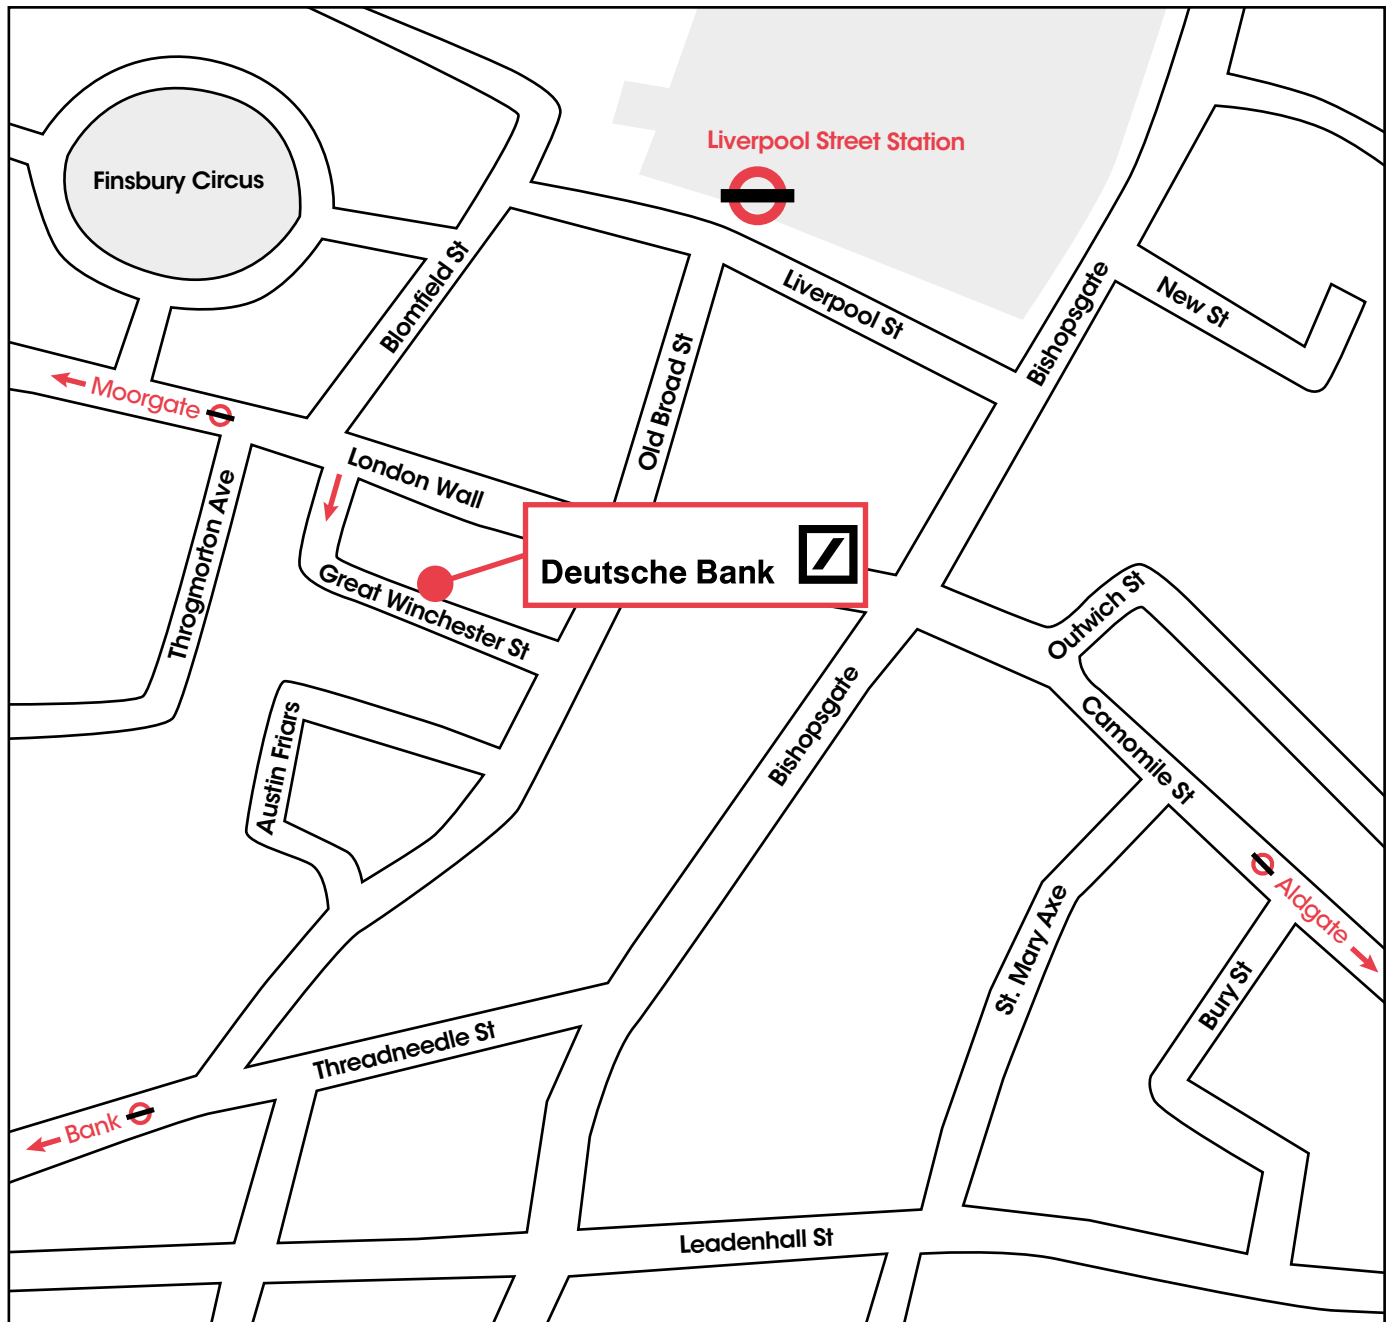 Liverpool Street Station
Finsbury Circus
Blomfield St
Liverpool St
Bishopsgate
New St
Old Broad St
Moorgate
London Wall
Throgmorton Ave
Deutsche Bank
Great Winchester St
Outwich St
Bishopsgate
Camomile St
Austin Friars
Aldgate
St. Mary Axe
Bury St
Threadneedle St
Bank
Leadenhall St